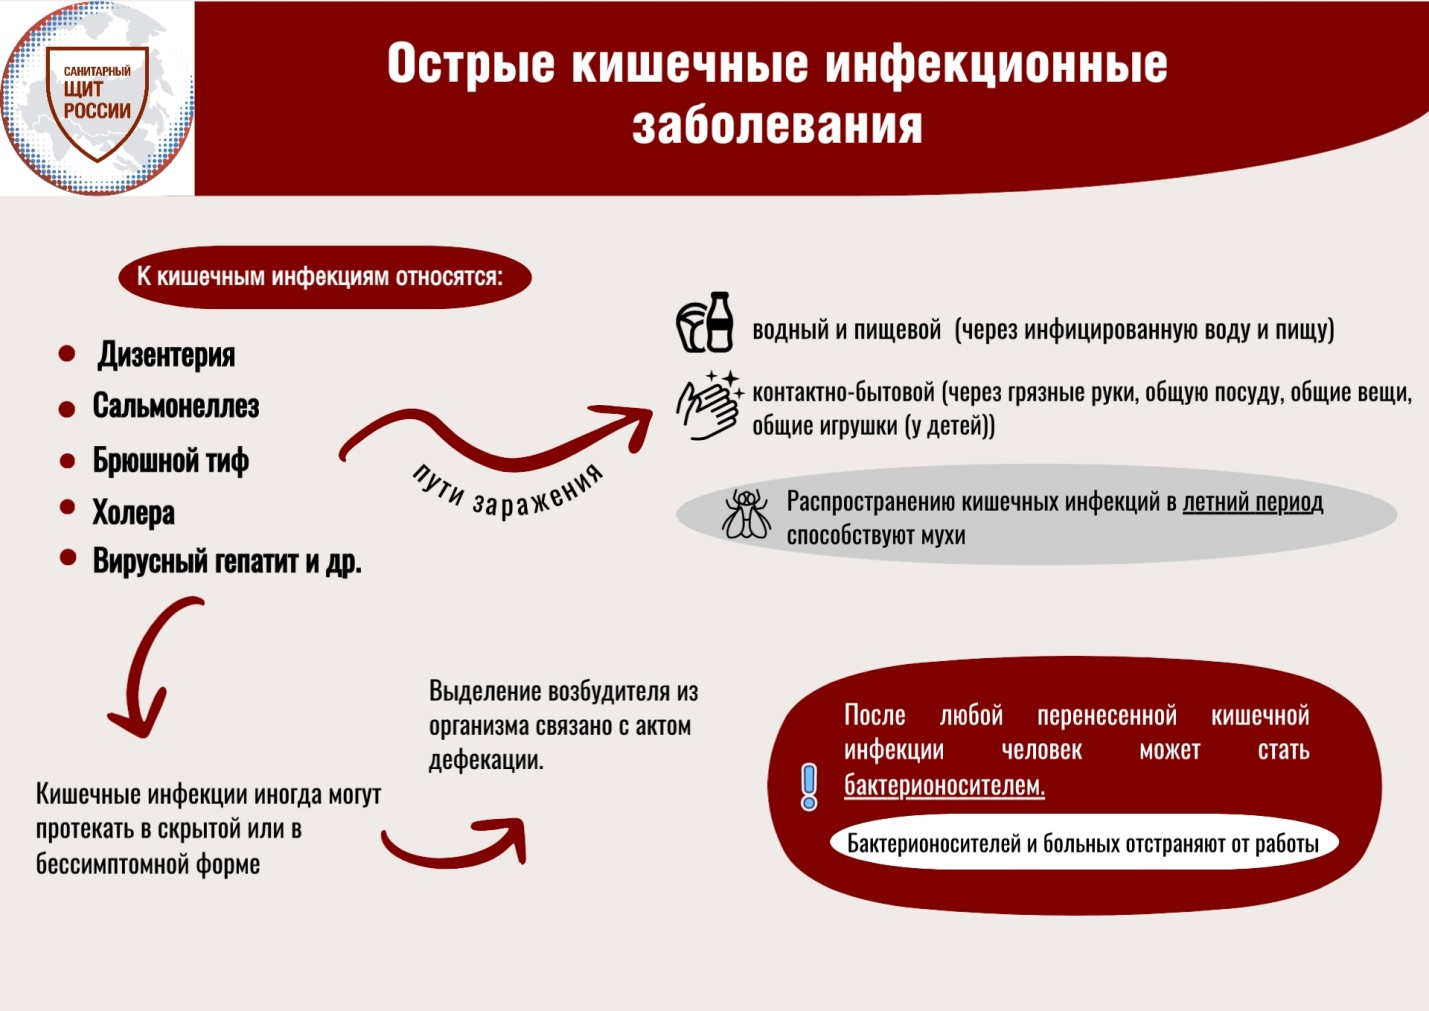 САНИТАРНЫЙ
ЩИТ
РОССИИ
Острые кишечные инфекционные
заболевания
К кишечным инфекциям относятся:
Дизентерия
Сальмонеллез
Брюшной тиф
Холера
Вирусный гепатит и др.
пути заражения
водный и пищевой (через инфицированную воду и пищу)
контактно-бытовой (через грязные руки, общую посуду, общие вещи,
общие игрушки (у детей))
Распространению кишечных инфекций в летний период
способствуют мухи
Кишечные инфекции иногда могут
протекать в скрытой или в
бессимптомной форме
Выделение возбудителя из
организма связано с актом
дефекации.
После любой перенесенной кишечной
инфекции человек может стать
бактерионосителем.
Бактерионосителей и больных отстраняют от работы